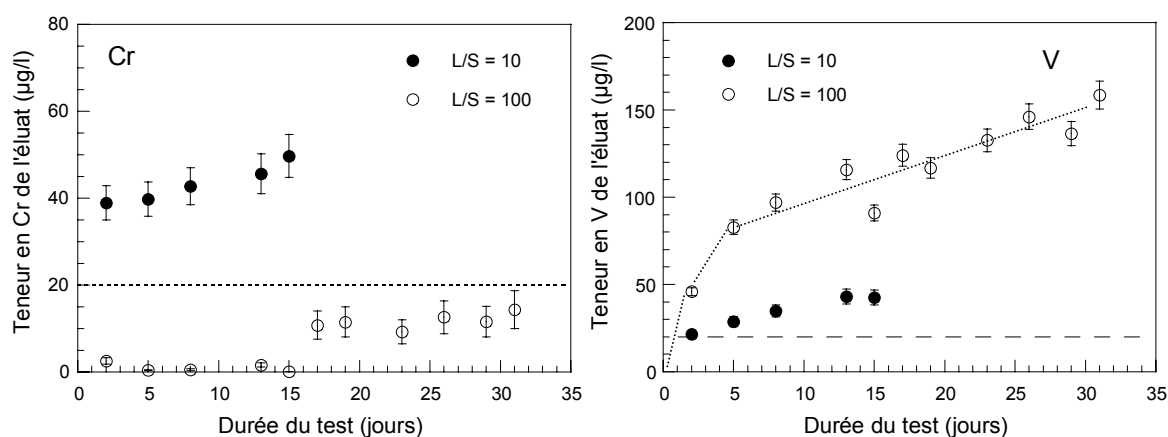 Cr
L/S = 10
L/S = 100
80
60
40
20
0
0 5 10 15 20 25 30 35
Teneur en Cr de l'éluat (µg/l)
Durée du test (jours)
V
L/S = 10
L/S = 100
200
150
100
50
0
0 5 10 15 20 25 30 35
Teneur en V de l'éluat (µg/l)
Durée du test (jours)